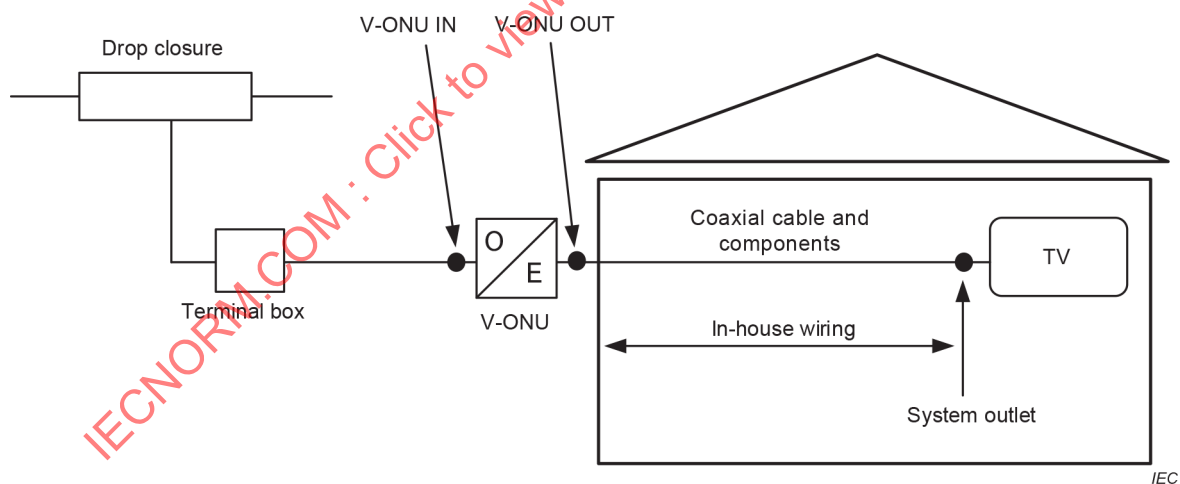 V-ONU IN
V-ONU OUT
Drop closure
Coaxial cable and
components
O
E
TV
Terminal box
V-ONU
In-house wiring
System outlet
IEC
IECNORM.COM : Click to view